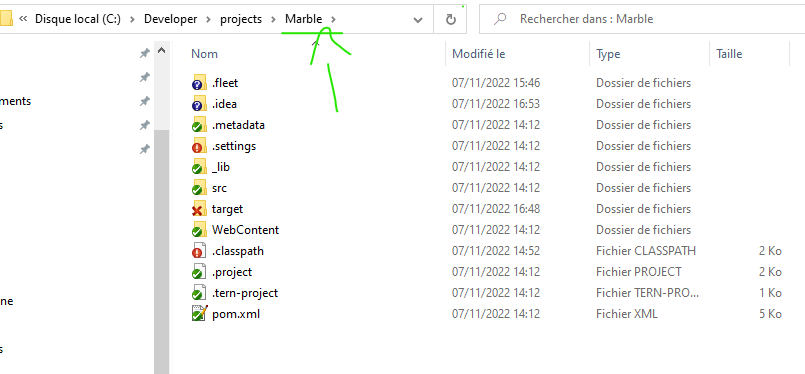 « Disque local (C:) > Developer > projects > Marble >
Rechercher dans : Marble
Nom Modifié le Type Taille
.fleet 07/11/2022 15:46 Dossier de fichiers
.idea 07/11/2022 16:53 Dossier de fichiers
ments
.metadata 07/11/2022 14:12 Dossier de fichiers
s
.settings 07/11/2022 14:12 Dossier de fichiers
_lib 07/11/2022 14:12 Dossier de fichiers
src 07/11/2022 14:12 Dossier de fichiers
target 07/11/2022 16:48 Dossier de fichiers
WebContent 07/11/2022 14:12 Dossier de fichiers
.classpath 07/11/2022 14:52 Fichier CLASSPATH 2 Ko
.project 07/11/2022 14:12 Fichier PROJECT 2 Ko
.tern-project 07/11/2022 14:12 Fichier TERN-PRO... 1 Ko
ne
pom.xml 07/11/2022 14:12 Fichier XML 5 Ko
s